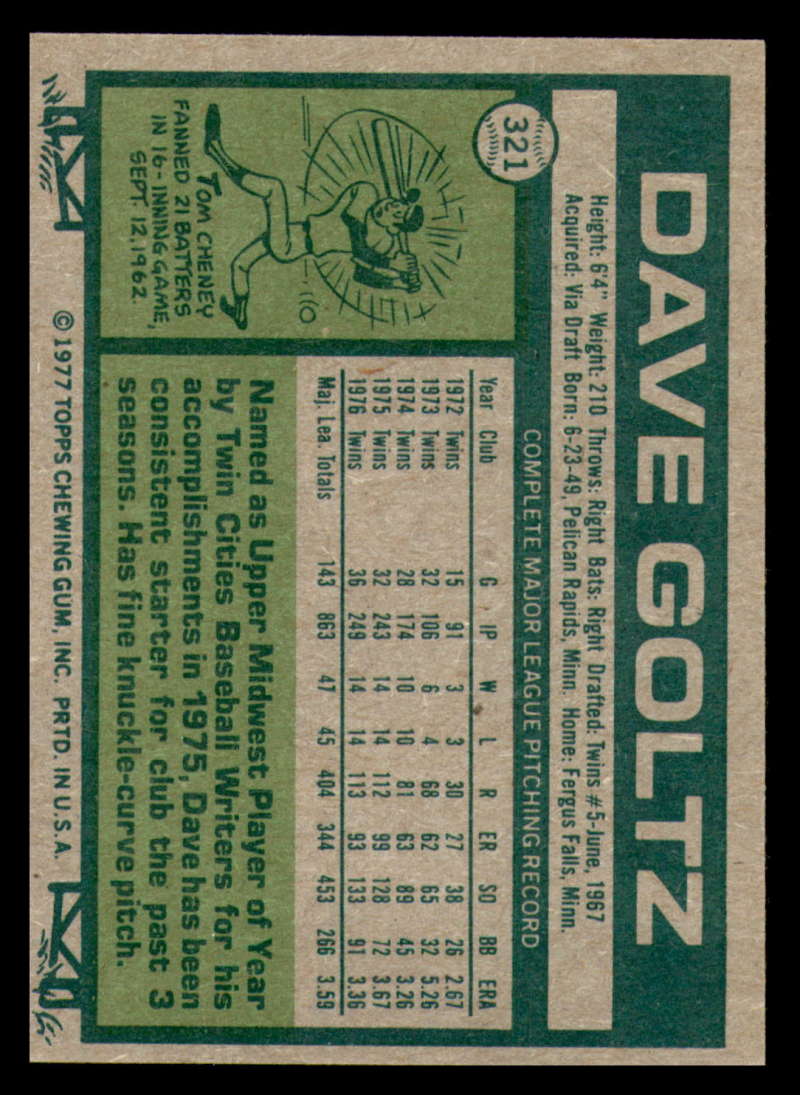 321
DAVE GOLTZ
Height: 6'4" Weight: 210 Throws: Right Bats: Right Drafted: Twins #5-June, 1967
Acquired: Via Draft Born: 6-23-49, Pelican Rapids, Minn. Home: Fergus Falls, Minn.
COMPLETE MAJOR LEAGUE PITCHING RECORD
Year Club G IP W L R ER SO BB ERA
1972 Twins 15 91 3 3 30 27 38 26 2.67
1973 Twins 32 106 6 4 68 62 65 32 5.26
1974 Twins 28 174 10 10 81 63 89 45 3.26
1975 Twins 32 243 14 14 112 99 128 72 3.67
1976 Twins 36 249 14 14 113 93 133 91 3.36
Maj. Lea. Totals 143 863 47 45 404 344 453 266 3.59
Named as Upper Midwest Player of Year
by Twin Cities Baseball Writers for his
accomplishments in 1975, Dave has been
consistent starter for club the past 3
seasons. Has fine knuckle-curve pitch.
TOM CHENEY
FANNED 21 BATTERS
IN 16-INNING GAME,
SEPT. 12, 1962.
© 1977 TOPPS CHEWING GUM, INC. PRTD. IN U.S.A.